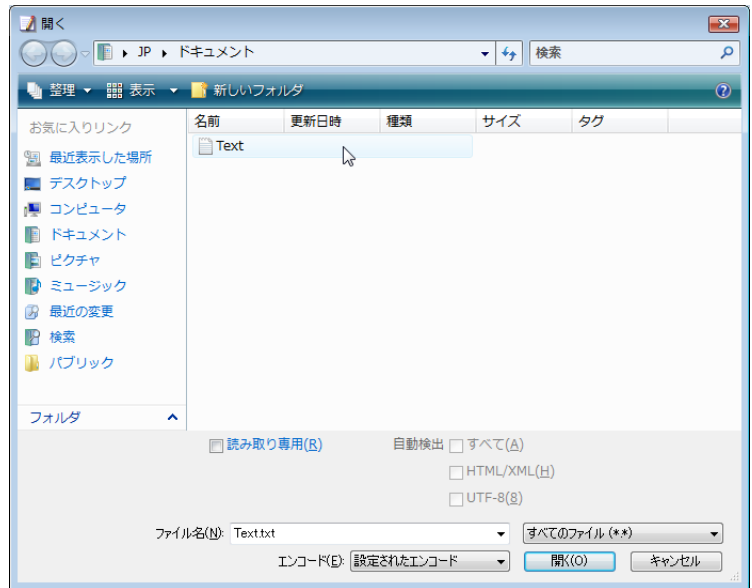 開く
JP ドキュメント 検索
整理 表示 新しいフォルダ
お気に入りリンク
最近表示した場所
デスクトップ
コンピュータ
ドキュメント
ピクチャ
ミュージック
最近の変更
検索
パブリック
フォルダ
名前 更新日時 種類 サイズ タグ
Text
読み取り専用(R) 自動検出 すべて(A)
HTML/XML(H)
UTF-8(8)
ファイル名(N): Text.txt すべてのファイル (*.*)
エンコード(E): 設定されたエンコード 開く(O) キャンセル